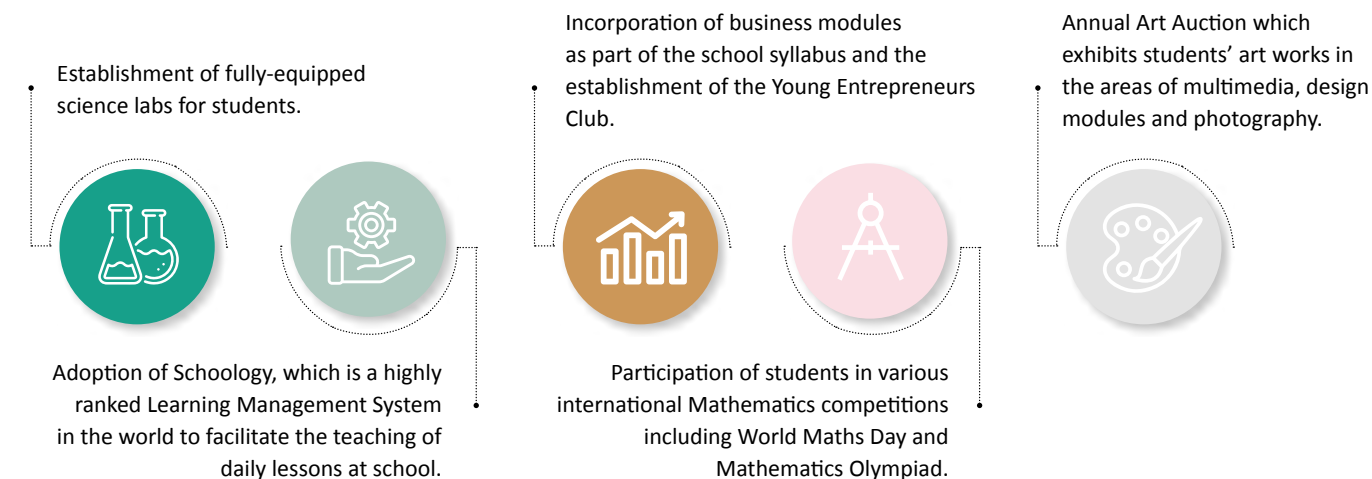 Establishment of fully-equipped
science labs for students.
Adoption of Schoology, which is a highly
ranked Learning Management System
in the world to facilitate the teaching of
daily lessons at school.
Incorporation of business modules
as part of the school syllabus and the
establishment of the Young Entrepreneurs
Club.
Participation of students in various
international Mathematics competitions
including World Maths Day and
Mathematics Olympiad.
Annual Art Auction which
exhibits students’ art works in
the areas of multimedia, design
modules and photography.